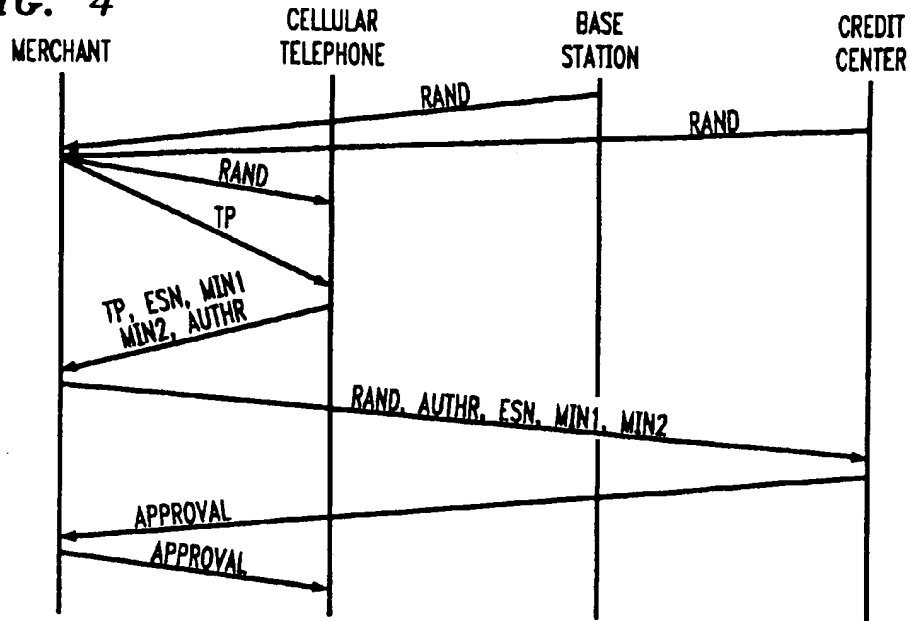 FIG. 4
MERCHANT
CELLULAR
TELEPHONE
BASE
STATION
CREDIT
CENTER
RAND
RAND
RAND
TP
TP, ESN, MIN1
MIN2, AUTHR
RAND, AUTHR, ESN, MIN1, MIN2
APPROVAL
APPROVAL